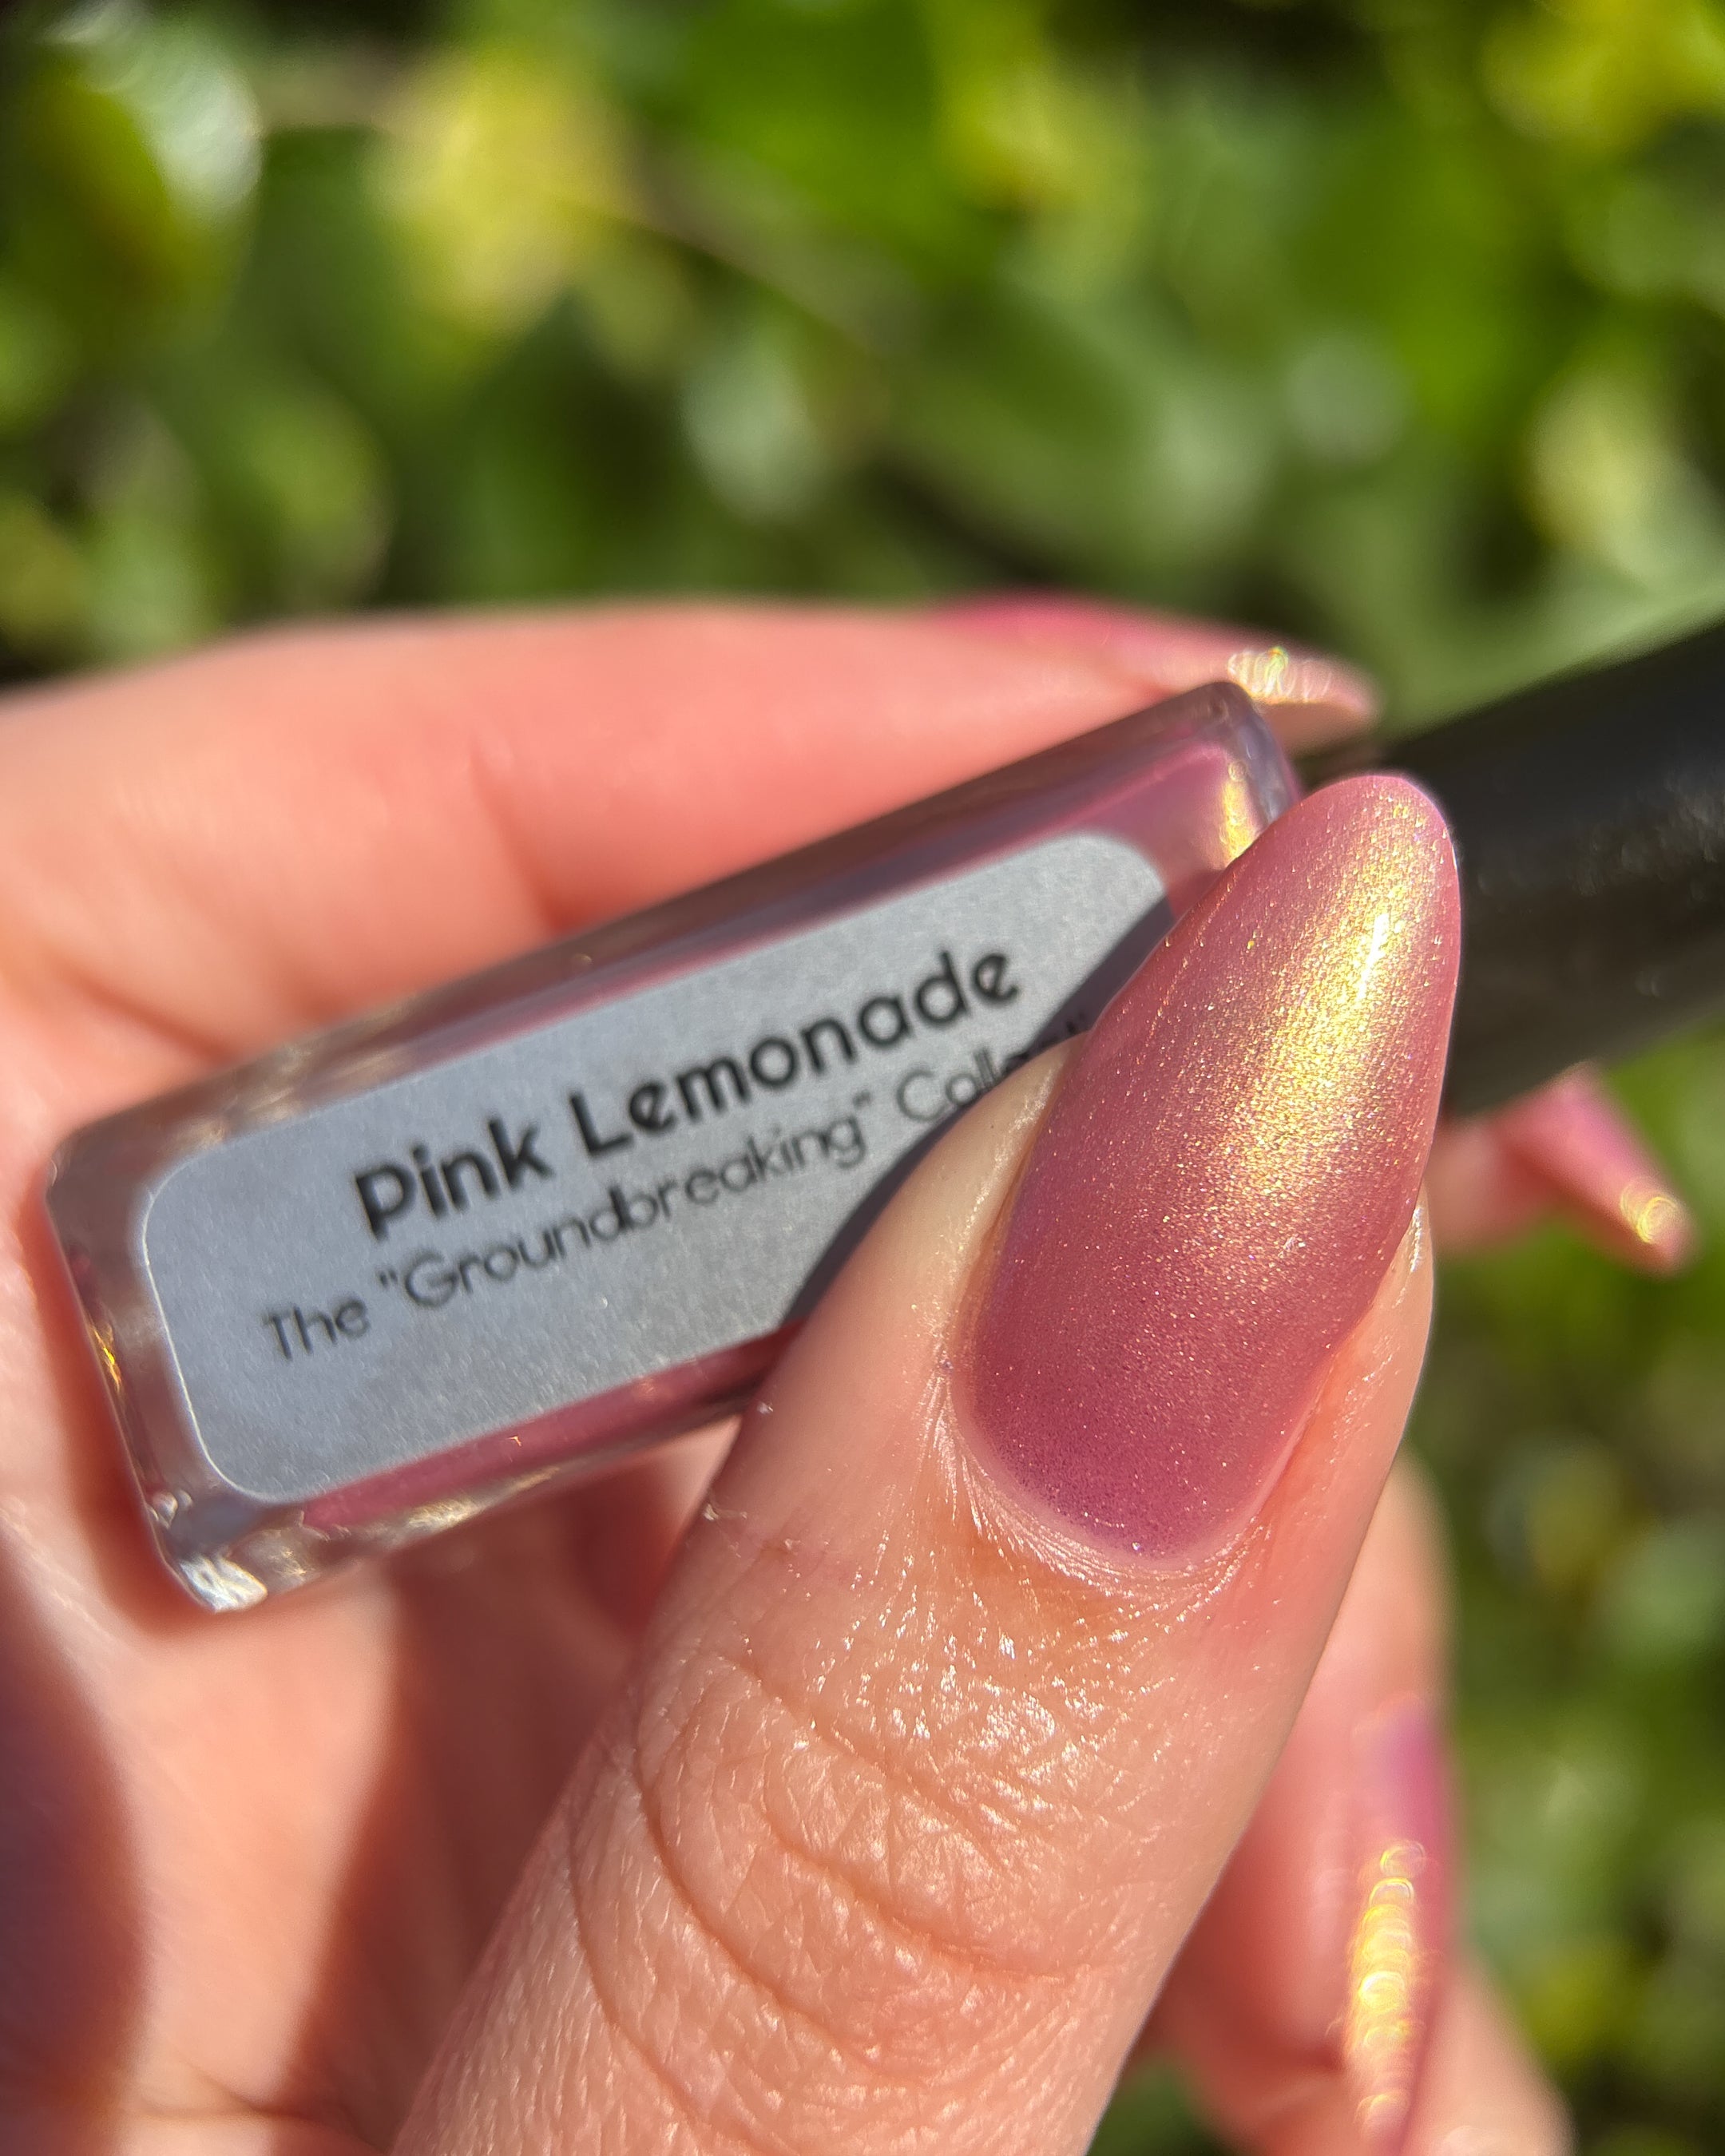 Pink Lemonade
The "Groundbreaking"